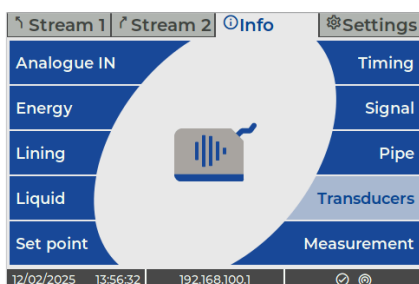 Stream 1 Stream 2 Info Settings
Analogue IN Timing
Energy Signal
Lining Pipe
Liquid Transducers
Set point Measurement
12/02/2025 13:56:32 192.168.100.1